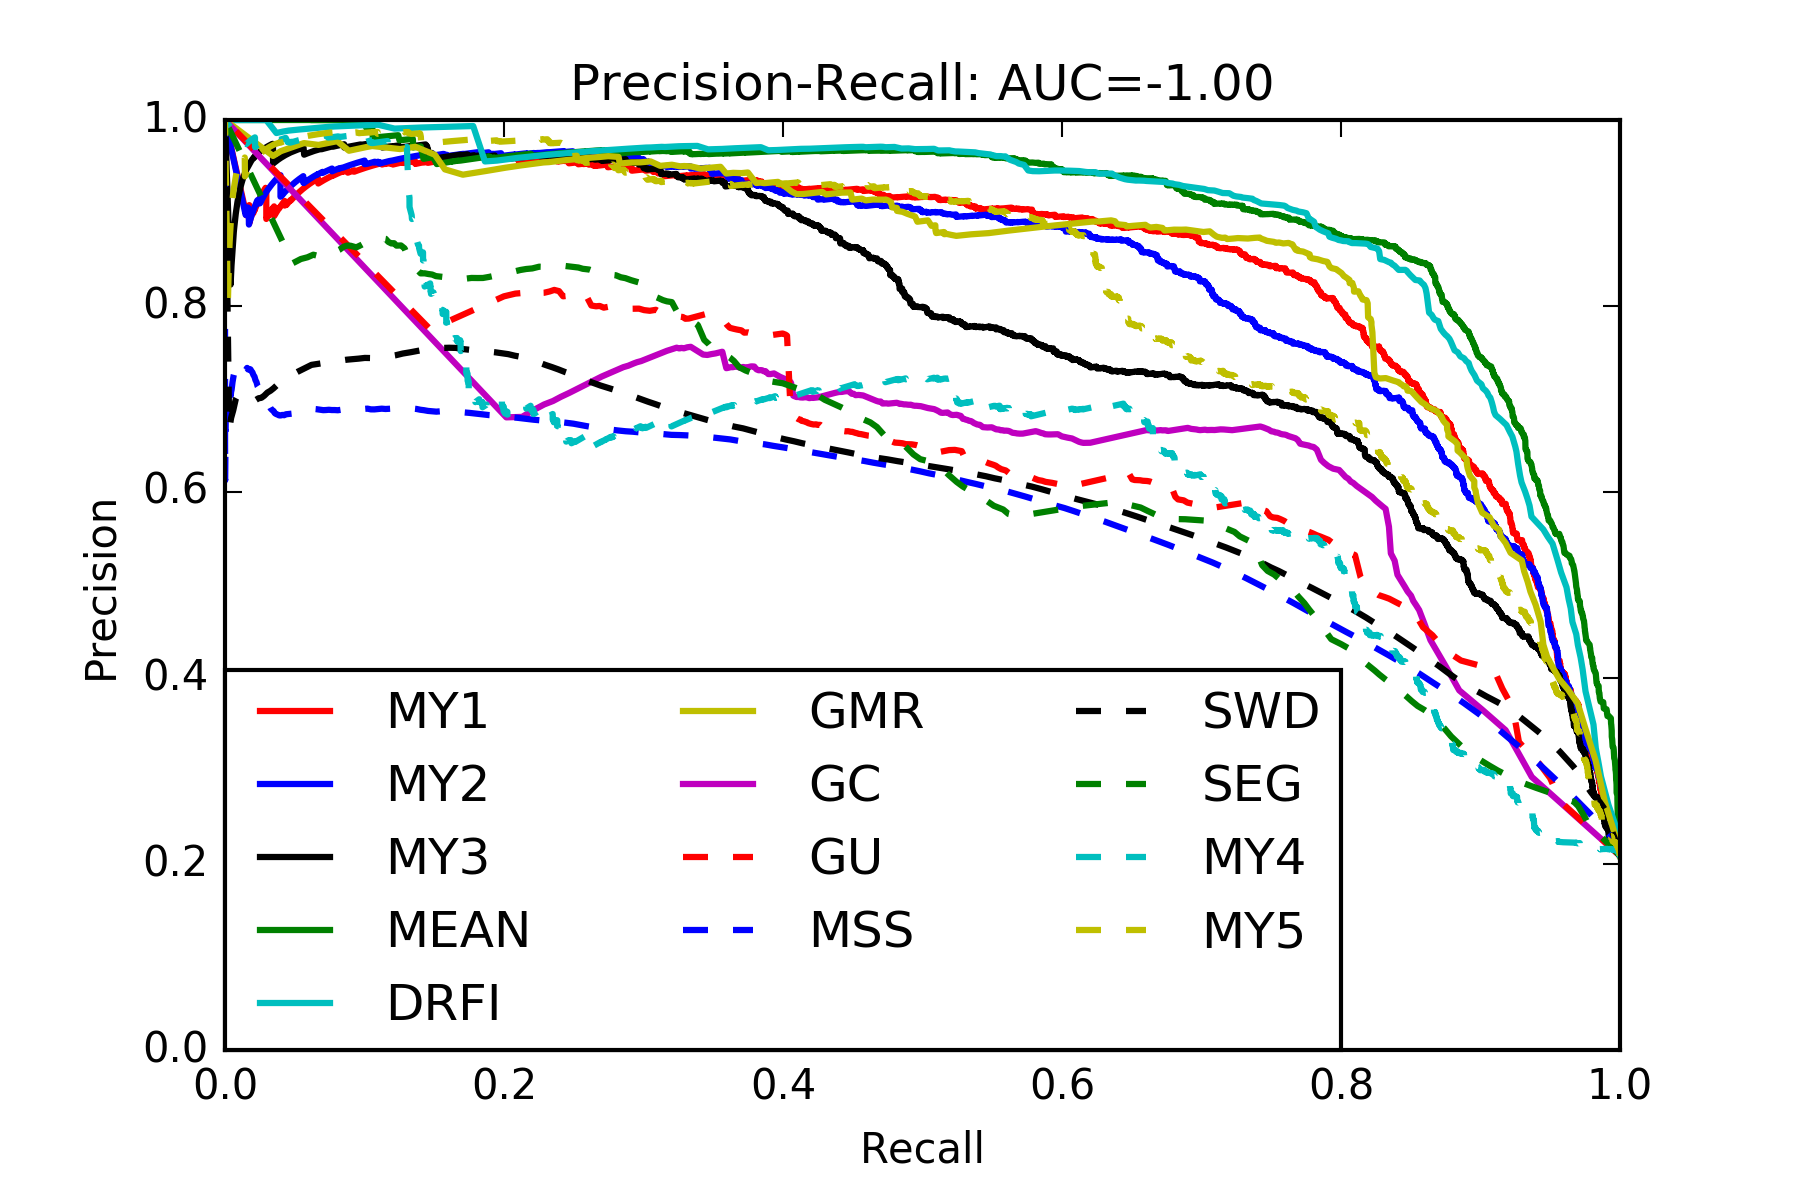 Precision-Recall: AUC=-1.00
1.0
0.8
0.6
0.4
0.2
0.0
Precision
MY1 GMR SWD
MY2 GC SEG
MY3 GU MY4
MEAN MSS MY5
DRFI
0.0 0.2 0.4 0.6 0.8 1.0
Recall